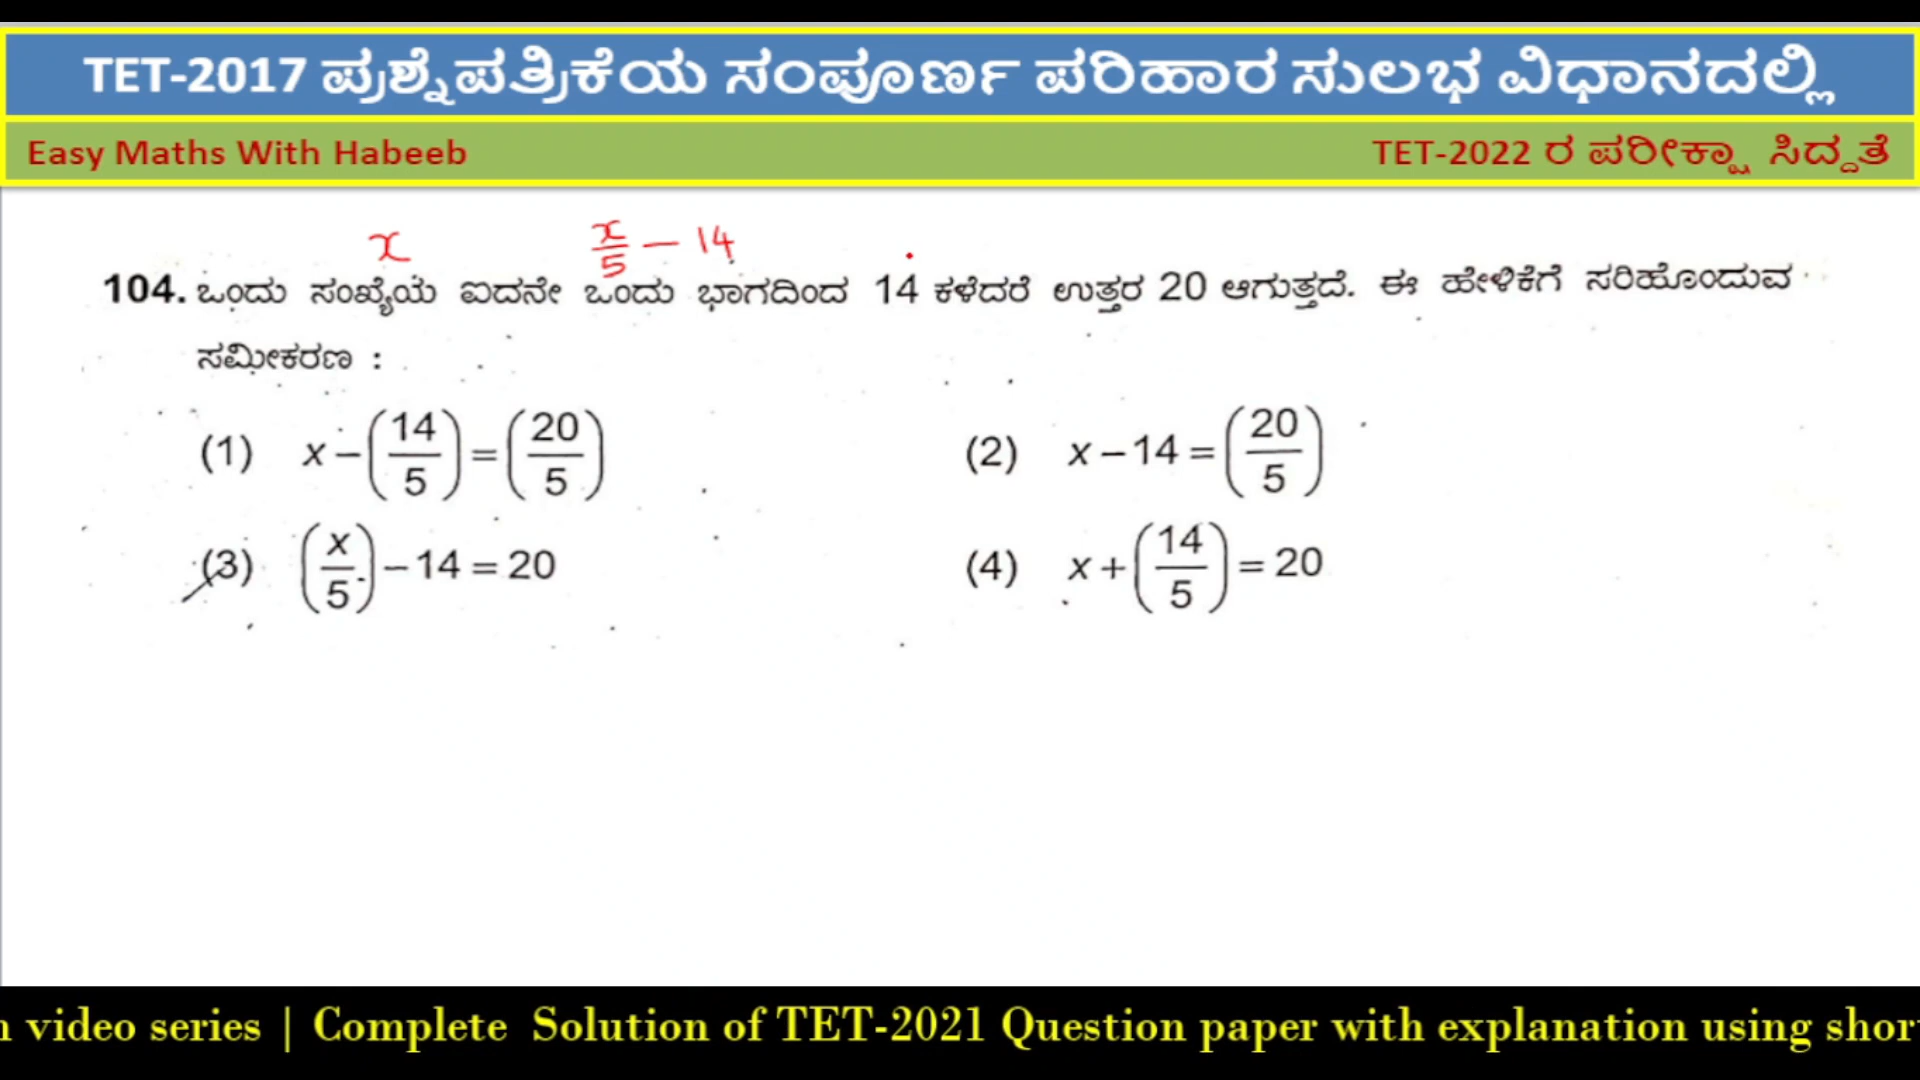 TET-2017 ಪ್ರಶ್ನೆಪತ್ರಿಕೆಯ ಸಂಪೂರ್ಣ ಪರಿಹಾರ ಸುಲಭ ವಿಧಾನದಲ್ಲಿ
Easy Maths With Habeeb TET-2022 ರ ಪರೀಕ್ಷಾ ಸಿದ್ದತೆ
x x/5 - 14
104. ಒಂದು ಸಂಖ್ಯೆಯ ಐದನೇ ಒಂದು ಭಾಗದಿಂದ 14 ಕಳೆದರೆ ಉತ್ತರ 20 ಆಗುತ್ತದೆ. ಈ ಹೇಳಿಕೆಗೆ ಸರಿಹೊಂದುವ
ಸಮೀಕರಣ :
(1) x-(14/5)=(20/5) (2) x-14=(20/5)
(3) (x/5)-14=20 (4) x+(14/5)=20
video series | Complete Solution of TET-2021 Question paper with explanation using